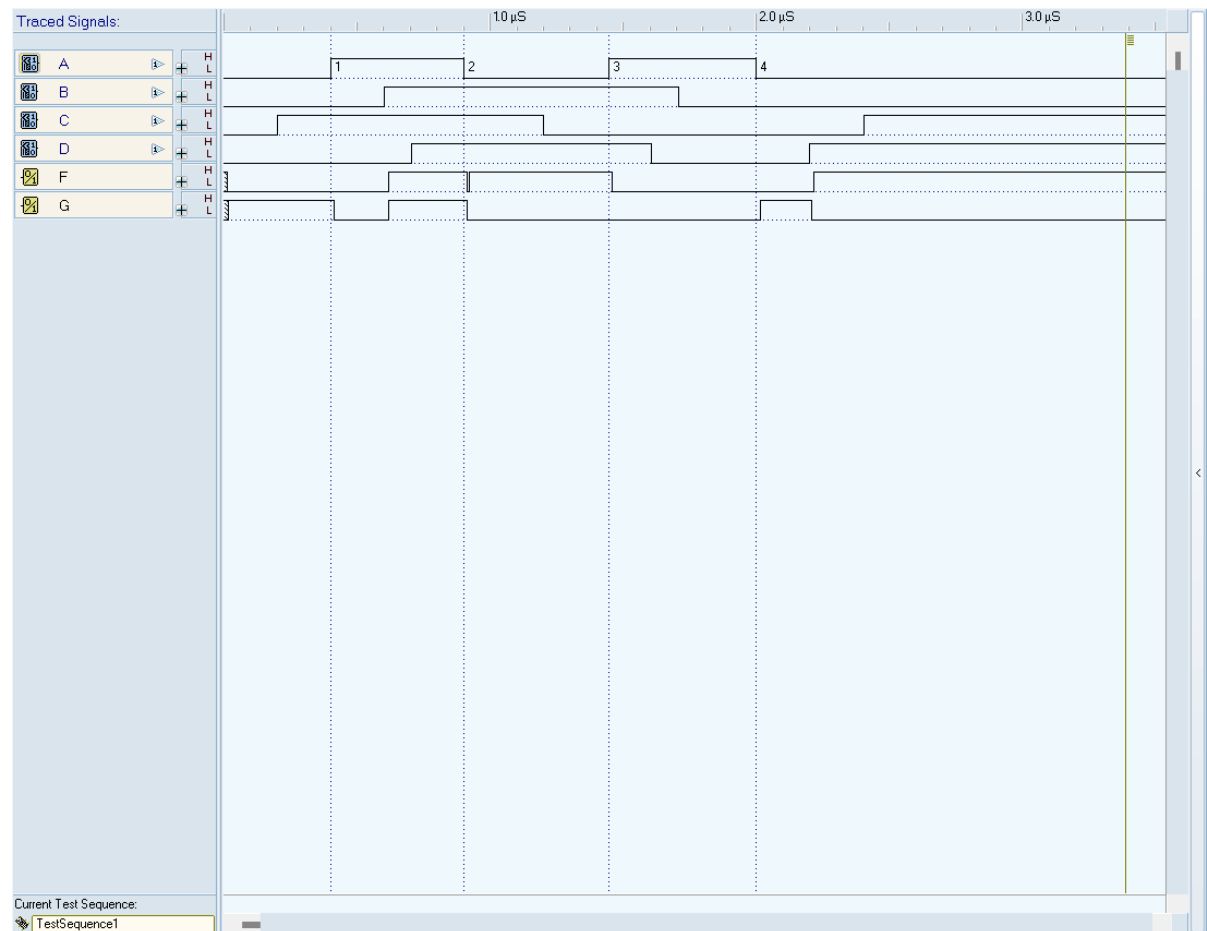 Traced Signals: 1.0 µS 2.0 µS 3.0 µS
A H L 1 2 3 4
B H L
C H L
D H L
F H L
G H L
Current Test Sequence:
TestSequence1